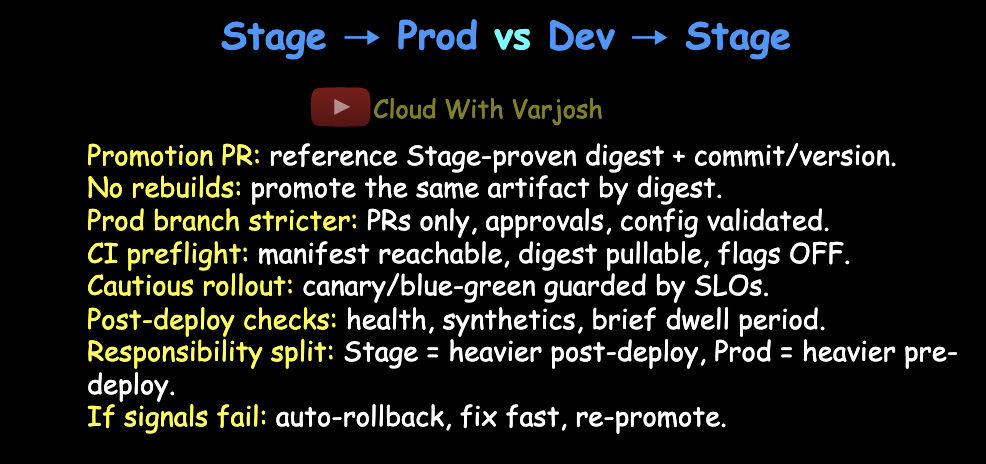 Stage → Prod vs Dev → Stage
Cloud With Varjosh
Promotion PR: reference Stage-proven digest + commit/version.
No rebuilds: promote the same artifact by digest.
Prod branch stricter: PRs only, approvals, config validated.
CI preflight: manifest reachable, digest pullable, flags OFF.
Cautious rollout: canary/blue-green guarded by SLOs.
Post-deploy checks: health, synthetics, brief dwell period.
Responsibility split: Stage = heavier post-deploy, Prod = heavier pre-
deploy.
If signals fail: auto-rollback, fix fast, re-promote.